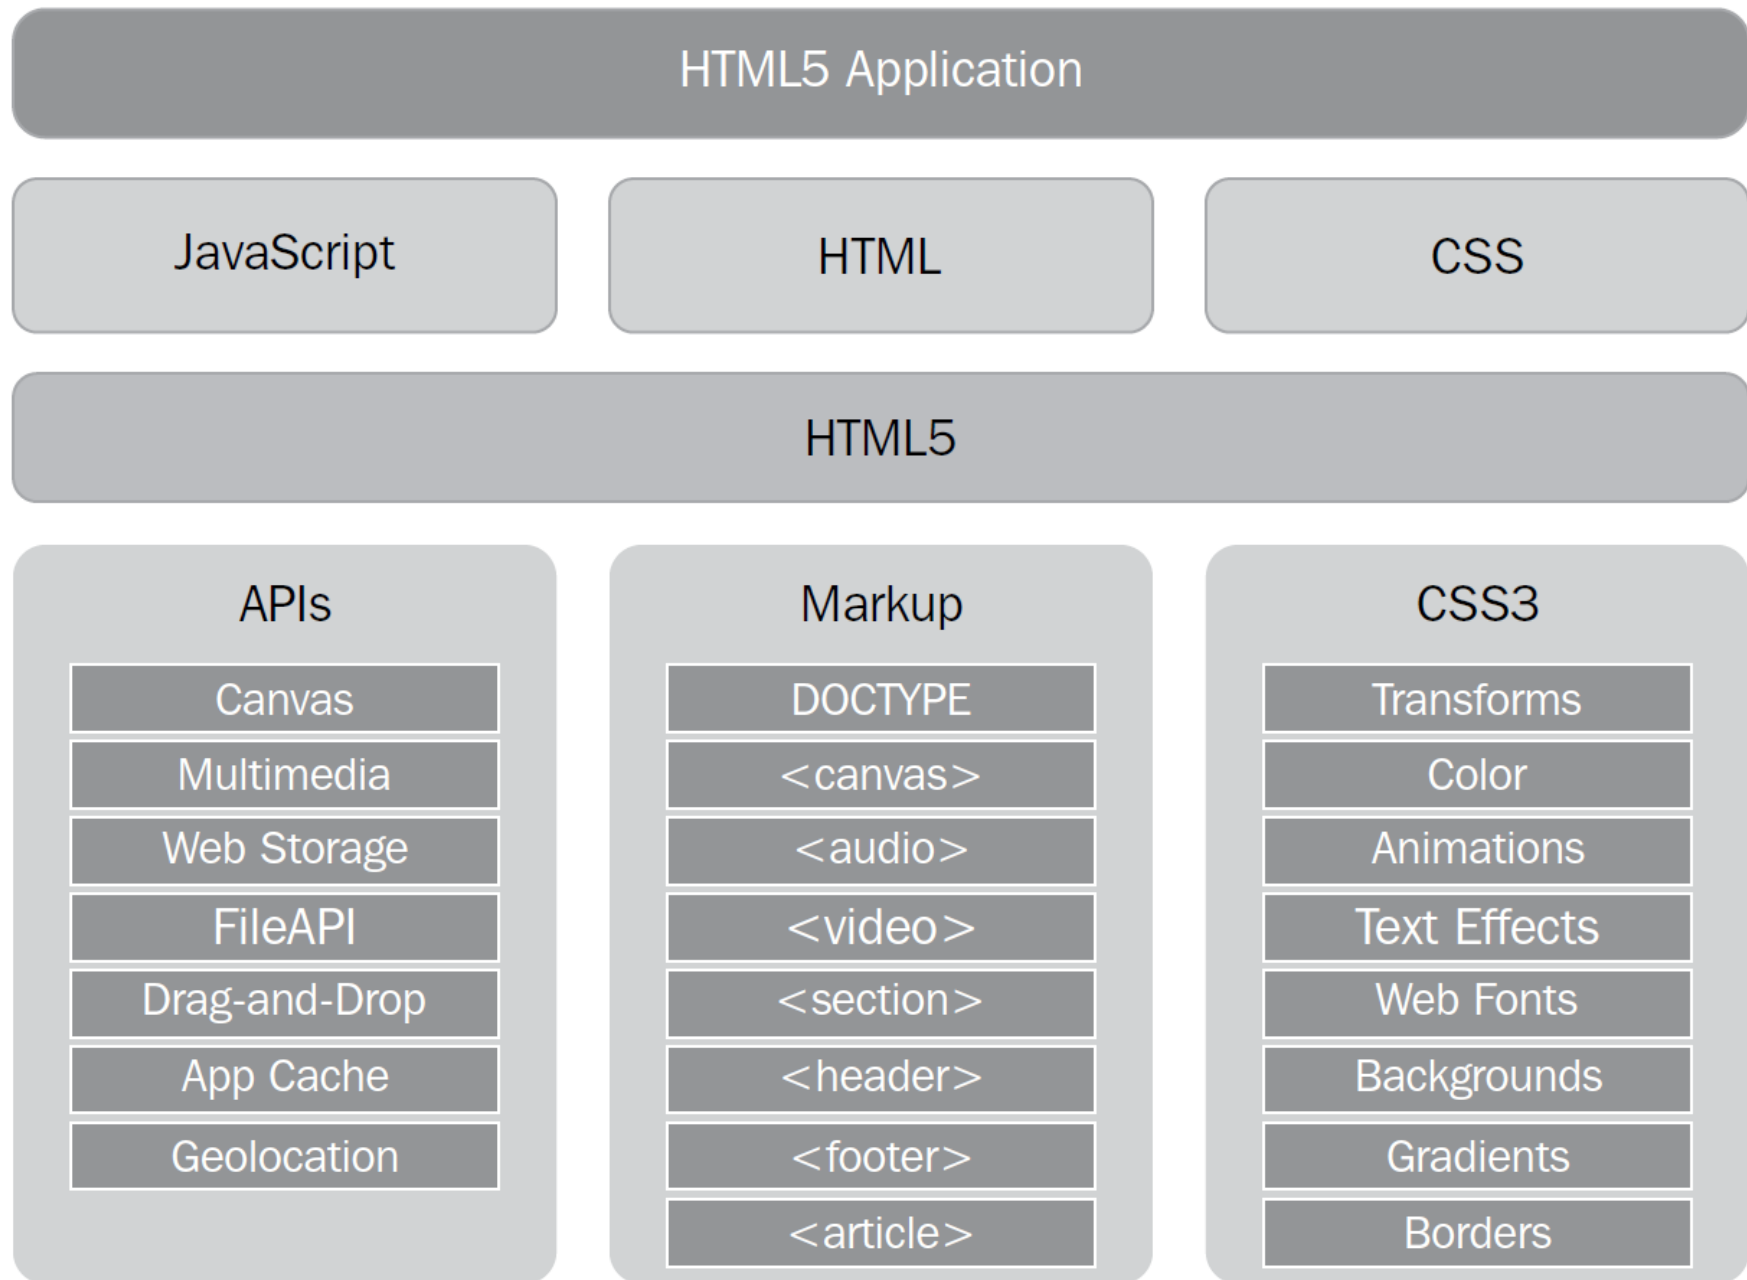 HTML5 Application
JavaScript
HTML
CSS
HTML5
APIs
Canvas
Multimedia
Web Storage
FileAPI
Drag-and-Drop
App Cache
Geolocation
Markup
DOCTYPE
<canvas>
<audio>
<video>
<section>
<header>
<footer>
<article>
CSS3
Transforms
Color
Animations
Text Effects
Web Fonts
Backgrounds
Gradients
Borders